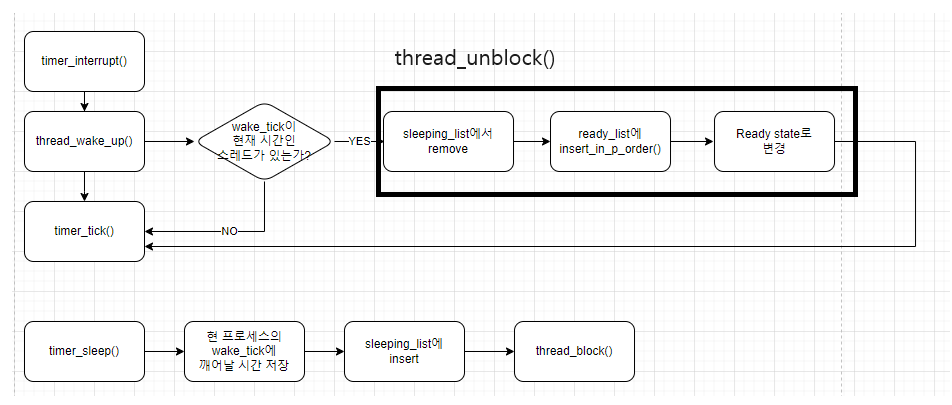 thread_unblock()
timer_interrupt()
thread_wake_up()
wake_tick이
현재 시간인
스레드가 있는가?
YES
sleeping_list에서
remove
ready_list에
insert_in_p_order()
Ready state로
변경
NO
timer_tick()
timer_sleep()
현 프로세스의
wake_tick에
깨어날 시간 저장
sleeping_list에
insert
thread_block()